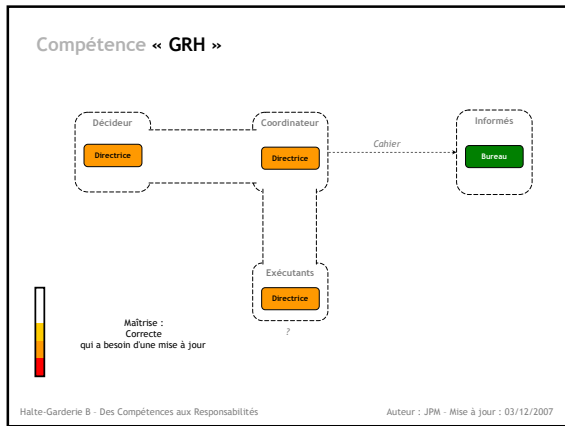 Compétence « GRH »
Décideur
Coordinateur
Informés
Directrice
Directrice
Cahier
Bureau
Exécutants
Directrice
?
Maîtrise :
Correcte
qui a besoin d'une mise à jour
Halte-Garderie B – Des Compétences aux Responsabilités
Auteur : JPM – Mise à jour : 03/12/2007